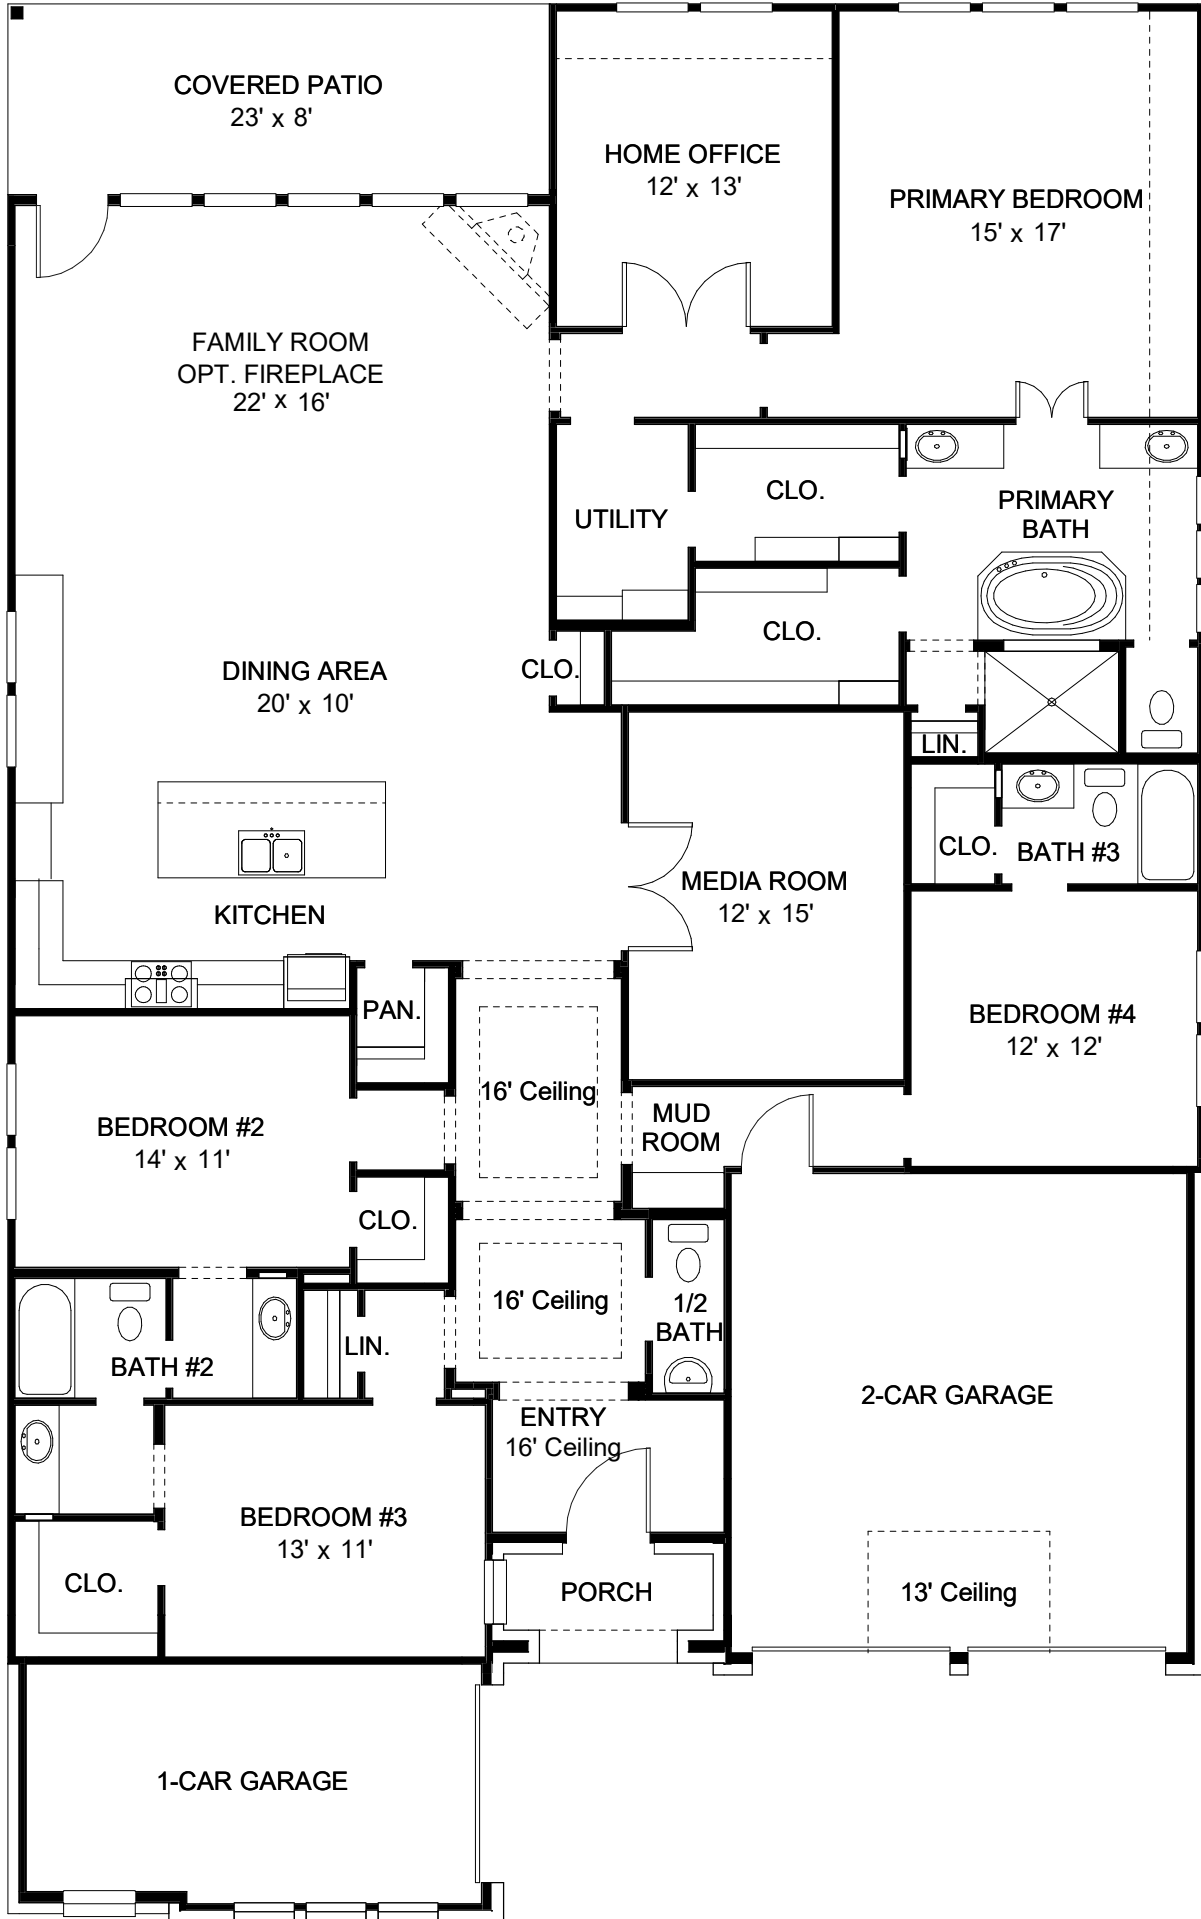 COVERED PATIO
23' x 8'
HOME OFFICE
12' x 13'
PRIMARY BEDROOM
15' x 17'
FAMILY ROOM
OPT. FIREPLACE
22' x 16'
CLO.
PRIMARY
BATH
UTILITY
CLO.
CLO.
DINING AREA
20' x 10'
LIN.
CLO.
BATH #3
MEDIA ROOM
12' x 15'
KITCHEN
PAN.
BEDROOM #4
12' x 12'
16' Ceiling
MUD
ROOM
BEDROOM #2
14' x 11'
CLO.
16' Ceiling
1/2
BATH
LIN.
BATH #2
2-CAR GARAGE
ENTRY
16' Ceiling
BEDROOM #3
13' x 11'
CLO.
PORCH
13' Ceiling
1-CAR GARAGE